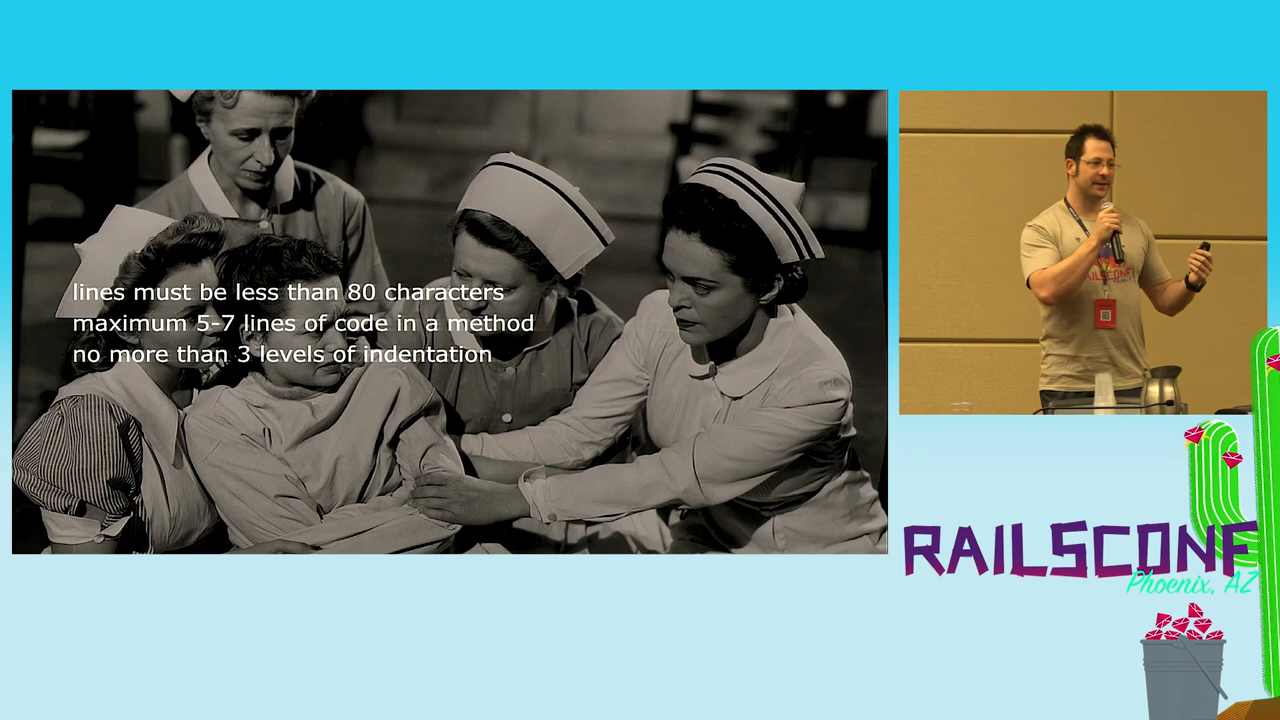 lines must be less than 80 characters
maximum 5-7 lines of code in a method
no more than 3 levels of indentation
RAILSCONF
RAILSCONF
Phoenix, AZ